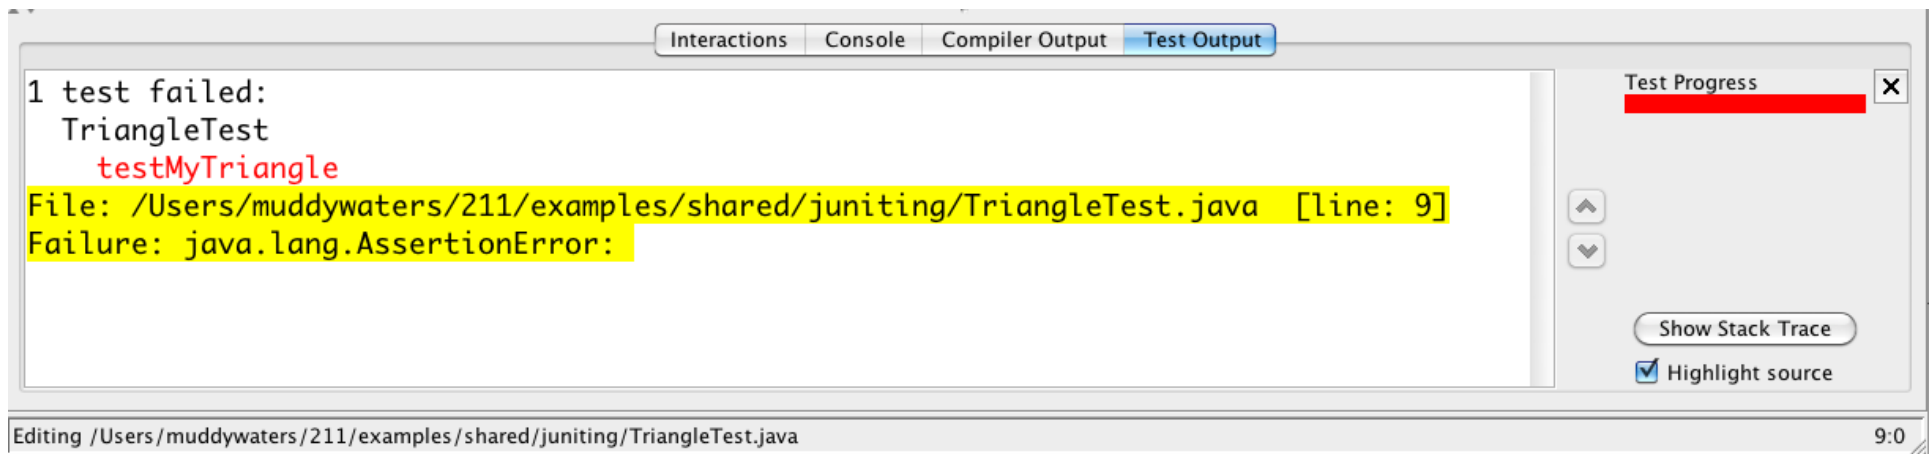 Interactions Console Compiler Output Test Output
1 test failed:
TriangleTest
testMyTriangle
File: /Users/muddywaters/211/examples/shared/juniting/TriangleTest.java [line: 9]
Failure: java.lang.AssertionError:
Test Progress
Show Stack Trace
Highlight source
Editing /Users/muddywaters/211/examples/shared/juniting/TriangleTest.java 9:0